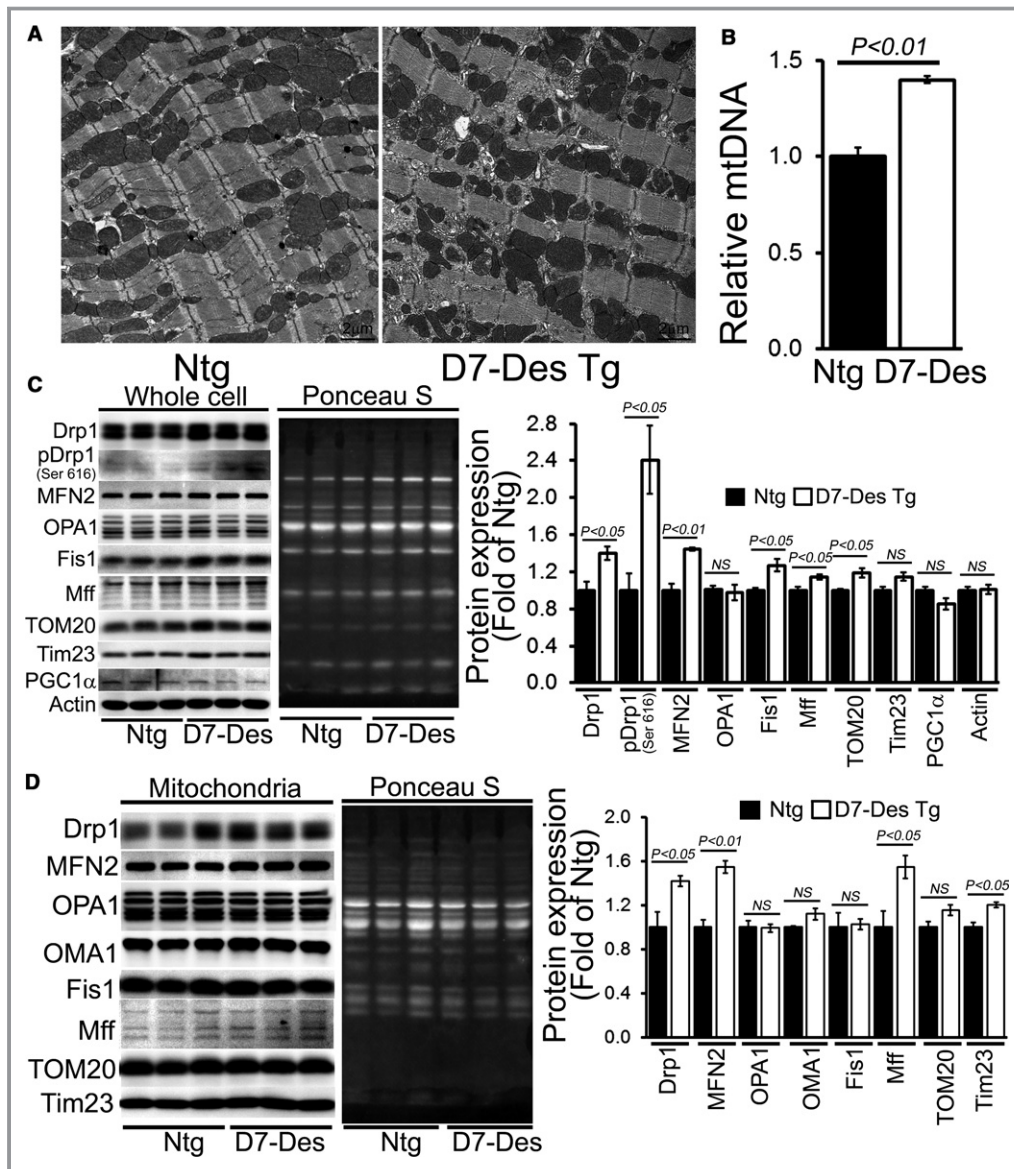 A
B
P<0.01
2μm
2μm
Relative mtDNA
1.5
1.0
0.5
0.0
Ntg D7-Des
Ntg
D7-Des Tg
C
Whole cell
Ponceau S
Drp1
pDrp1
(Ser 616)
MFN2
OPA1
Fis1
Mff
TOM20
Tim23
PGC1α
Actin
Ntg D7-Des
Ntg D7-Des
Protein expression
(Fold of Ntg)
2.8
2.4
2.0
1.6
1.2
0.8
0.4
0.0
Ntg D7-Des Tg
P<0.05
P<0.05
P<0.01
NS
P<0.05
P<0.05
P<0.05
NS
NS
NS
Drp1
pDrp1
(Ser 616)
MFN2
OPA1
Fis1
Mff
TOM20
Tim23
PGC1α
Actin
D
Mitochondria
Ponceau S
Drp1
MFN2
OPA1
OMA1
Fis1
Mff
TOM20
Tim23
Ntg D7-Des
Ntg D7-Des
Protein expression
(Fold of Ntg)
2.0
1.6
1.2
0.8
0.4
0.0
Ntg D7-Des Tg
P<0.05
P<0.01
NS
NS
NS
P<0.05
NS
P<0.05
Drp1
MFN2
OPA1
OMA1
Fis1
Mff
TOM20
Tim23